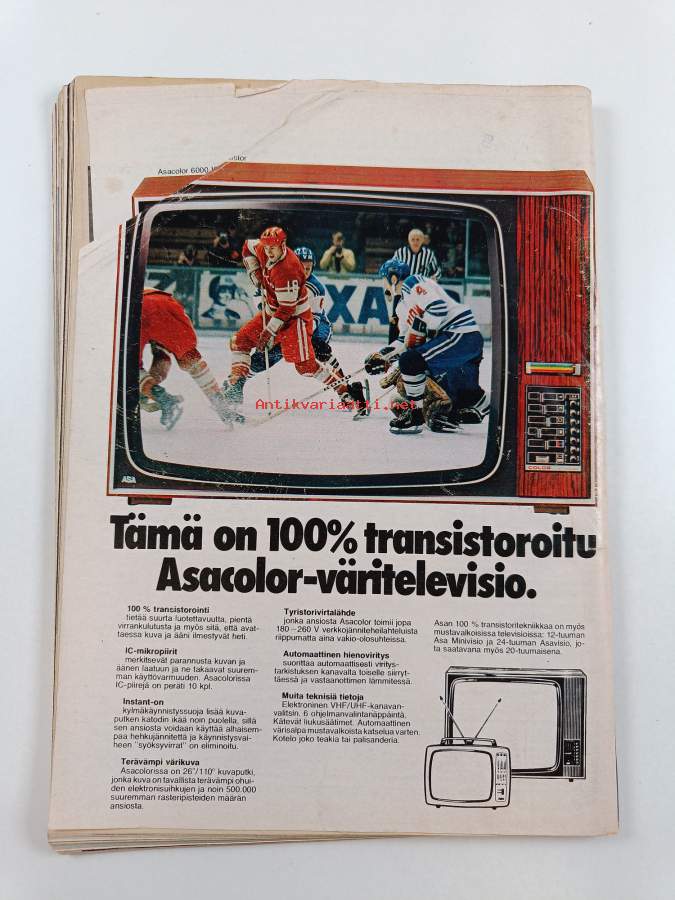 Asacolor 6000
ASA
18
XA
4
Antikvariaatti.net
COLOR
Tämä on 100% transistoroitu
Asacolor-väritelevisio.
100 % transistorointi
tietää suurta luotettavuutta, pientä
virrankulutusta ja myös sitä, että avat-
taessa kuva ja ääni ilmestyvät heti.
IC-mikropiirit
merkitsevät parannusta kuvan ja
äänen laatuun ja ne takaavat suurem-
man käyttövarmuuden. Asacolorissa
IC-piirejä on peräti 10 kpl.
Instant-on
kylmäkäynnistyssuoja lisää kuva-
putken katodin ikää noin puolella, sillä
sen ansiosta voidaan käyttää alhaisem-
paa hehkujännitettä ja käynnistysvai-
heen "syöksyvirrat" on eliminoitu.
Terävämpi värikuva
Asacolorissa on 26"/110° kuvaputki,
jonka kuva on tavallista terävämpi ohui-
den elektronisuihkujen ja noin 500.000
suuremman rasteripisteiden määrän
ansiosta.
Tyristorivirtalähde
jonka ansiosta Asacolor toimii jopa
180–260 V verkkojänniteheilahteluista
riippumatta aina vakio-olosuhteissa.
Automaattinen hienoviritys
suorittaa automaattisesti viritys-
tarkistuksen kanavalta toiselle siirryt-
täessä ja vastaanottimen lämmitessä.
Muita teknisiä tietoja
Elektroninen VHF/UHF-kanavan-
valitsin. 6 ohjelmanvalintanäppäintä.
Kätevät liukusäätimet. Automaattinen
värisalpa mustavalkoista katselua varten.
Kotelo joko teakia tai palisanderia.
Asan 100 % transistoritekniikkaa on myös
mustavalkoisissa televisioissa: 12-tuuman
Asa Minivisio ja 24-tuuman Asavisio, jo-
ta saatavana myös 20-tuumaisena.